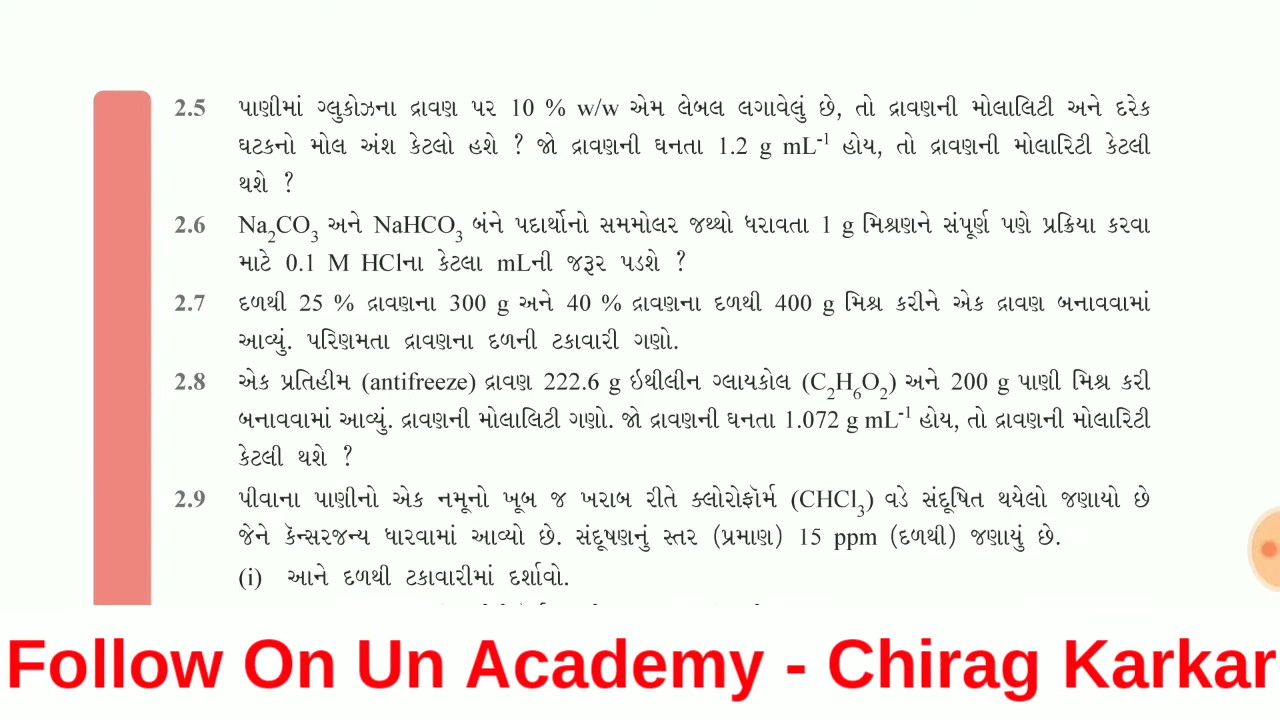 2.5 પાણીમાં ગ્લુકોઝના દ્રાવણ પર 10 % w/w એમ લેબલ લગાવેલું છે, તો દ્રાવણની મોલાલિટી અને દરેક
ઘટકનો મોલ અંશ કેટલો હશે ? જો દ્રાવણની ઘનતા 1.2 g mL⁻¹ હોય, તો દ્રાવણની મોલારિટી કેટલી
થશે ?
2.6 Na₂CO₃ અને NaHCO₃ બંને પદાર્થોનો સમમોલર જથ્થો ધરાવતા 1 g મિશ્રણને સંપૂર્ણ પણે પ્રક્રિયા કરવા
માટે 0.1 M HClના કેટલા mLની જરૂર પડશે ?
2.7 દળથી 25 % દ્રાવણના 300 g અને 40 % દ્રાવણના દળથી 400 g મિશ્ર કરીને એક દ્રાવણ બનાવવામાં
આવ્યું. પરિણમતા દ્રાવણના દળની ટકાવારી ગણો.
2.8 એક પ્રતિહીમ (antifreeze) દ્રાવણ 222.6 g ઇથીલીન ગ્લાયકોલ (C₂H₆O₂) અને 200 g પાણી મિશ્ર કરી
બનાવવામાં આવ્યું. દ્રાવણની મોલાલિટી ગણો. જો દ્રાવણની ઘનતા 1.072 g mL⁻¹ હોય, તો દ્રાવણની મોલારિટી
કેટલી થશે ?
2.9 પીવાના પાણીનો એક નમૂનો ખૂબ જ ખરાબ રીતે ક્લોરોફૉર્મ (CHCl₃) વડે સંદૂષિત થયેલો જણાયો છે
જેને કૅન્સરજન્ય ધારવામાં આવ્યો છે. સંદૂષણનું સ્તર (પ્રમાણ) 15 ppm (દળથી) જણાયું છે.
(i) આને દળથી ટકાવારીમાં દર્શાવો.
Follow On Un Academy - Chirag Karkar